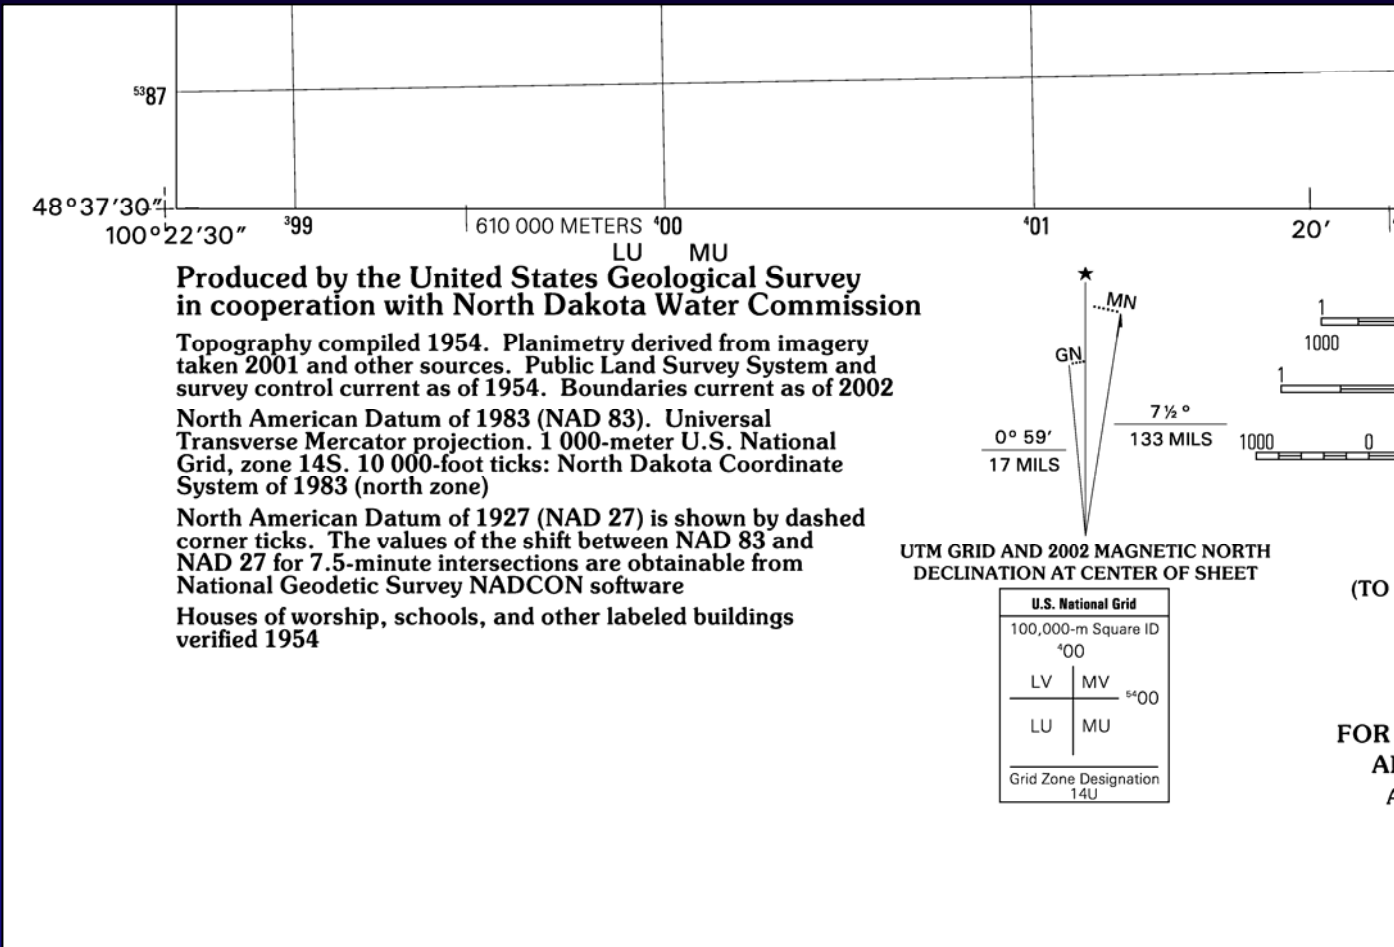 5387
48°37'30"
100°22'30"
399
610 000 METERS
400
401
20'
LU MU
Produced by the United States Geological Survey
in cooperation with North Dakota Water Commission
Topography compiled 1954. Planimetry derived from imagery
taken 2001 and other sources. Public Land Survey System and
survey control current as of 1954. Boundaries current as of 2002
North American Datum of 1983 (NAD 83). Universal
Transverse Mercator projection. 1 000-meter U.S. National
Grid, zone 14S. 10 000-foot ticks: North Dakota Coordinate
System of 1983 (north zone)
North American Datum of 1927 (NAD 27) is shown by dashed
corner ticks. The values of the shift between NAD 83 and
NAD 27 for 7.5-minute intersections are obtainable from
National Geodetic Survey NADCON software
Houses of worship, schools, and other labeled buildings
verified 1954
★
MN
GN
0° 59'
17 MILS
7½°
133 MILS
UTM GRID AND 2002 MAGNETIC NORTH
DECLINATION AT CENTER OF SHEET
U.S. National Grid
100,000-m Square ID
400
LV MV
5400
LU MU
Grid Zone Designation
14U
1
1000
1
1000 0
(TO
FOR